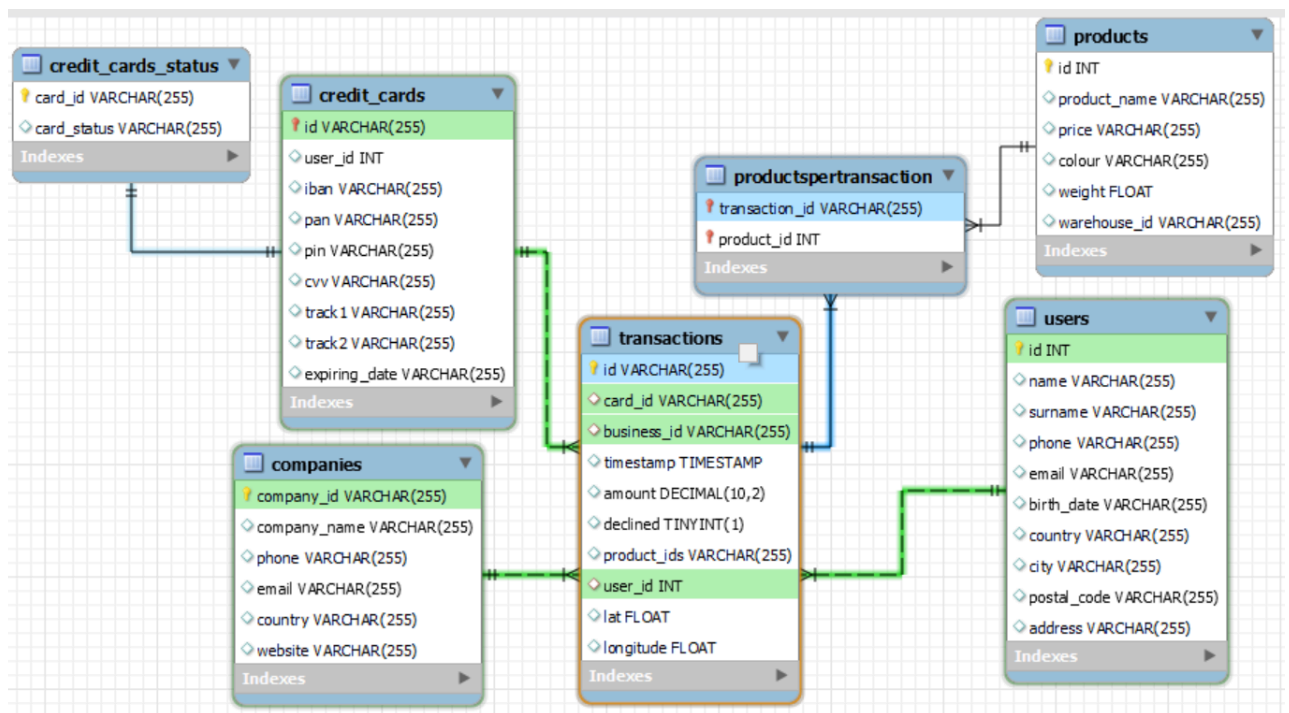 credit_cards_status
card_id VARCHAR(255)
card_status VARCHAR(255)
Indexes
credit_cards
id VARCHAR(255)
user_id INT
iban VARCHAR(255)
pan VARCHAR(255)
pin VARCHAR(255)
cvv VARCHAR(255)
track1 VARCHAR(255)
track2 VARCHAR(255)
expiring_date VARCHAR(255)
Indexes
companies
company_id VARCHAR(255)
company_name VARCHAR(255)
phone VARCHAR(255)
email VARCHAR(255)
country VARCHAR(255)
website VARCHAR(255)
Indexes
transactions
id VARCHAR(255)
card_id VARCHAR(255)
business_id VARCHAR(255)
timestamp TIMESTAMP
amount DECIMAL(10,2)
declined TINYINT(1)
product_ids VARCHAR(255)
user_id INT
lat FLOAT
longitude FLOAT
Indexes
productspertransaction
transaction_id VARCHAR(255)
product_id INT
Indexes
products
id INT
product_name VARCHAR(255)
price VARCHAR(255)
colour VARCHAR(255)
weight FLOAT
warehouse_id VARCHAR(255)
Indexes
users
id INT
name VARCHAR(255)
surname VARCHAR(255)
phone VARCHAR(255)
email VARCHAR(255)
birth_date VARCHAR(255)
country VARCHAR(255)
city VARCHAR(255)
postal_code VARCHAR(255)
address VARCHAR(255)
Indexes